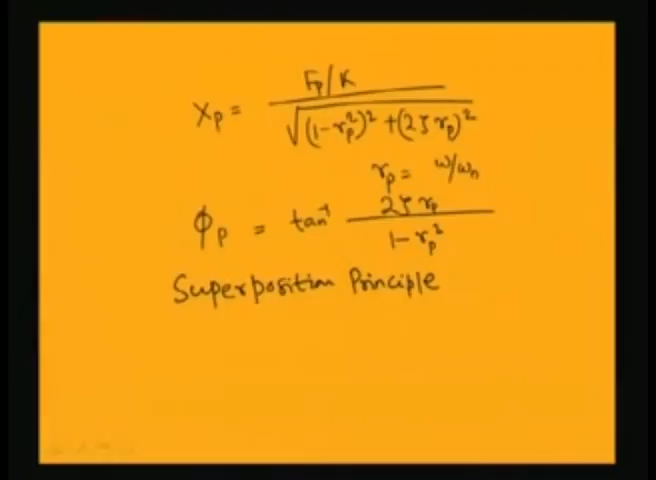 Xp = Fp/K / √(1-rp²)² + (2ζrp)²
rp = ω/ωn
φp = tan⁻¹ 2ζrp / 1-rp²
Superposition Principle